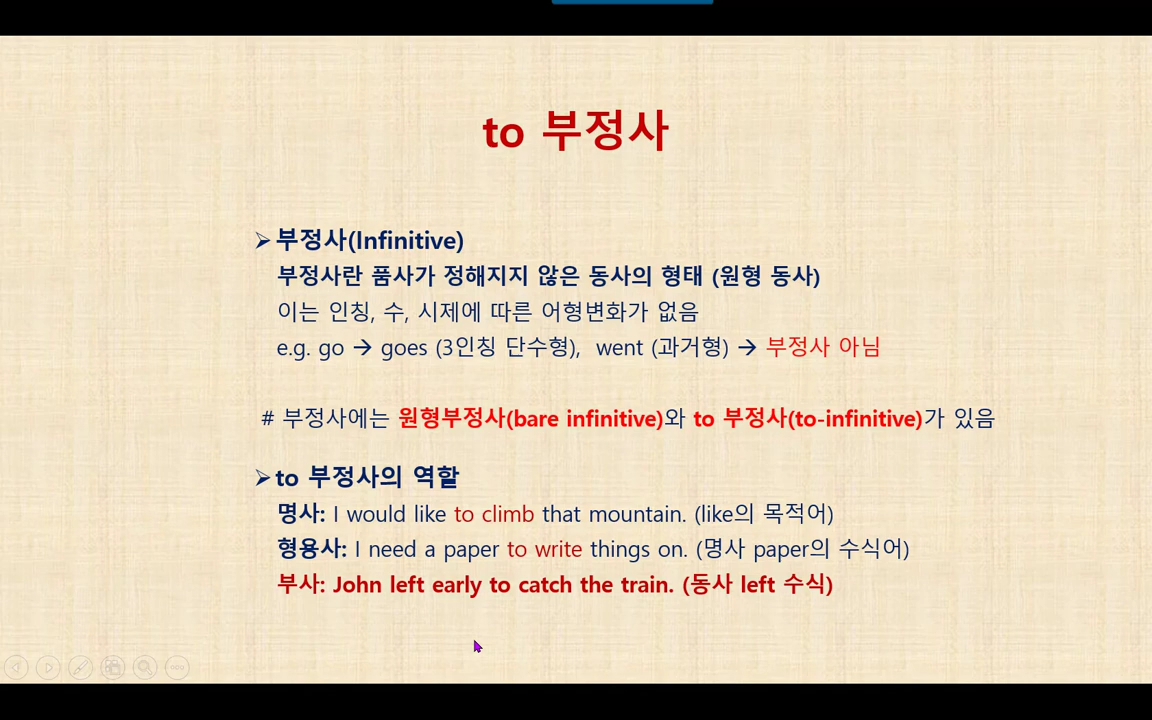 to 부정사
➢부정사(Infinitive)
부정사란 품사가 정해지지 않은 동사의 형태 (원형 동사)
이는 인칭, 수, 시제에 따른 어형변화가 없음
e.g. go → goes (3인칭 단수형), went (과거형) → 부정사 아님
# 부정사에는 원형부정사(bare infinitive)와 to 부정사(to-infinitive)가 있음
➢to 부정사의 역할
명사: I would like to climb that mountain. (like의 목적어)
형용사: I need a paper to write things on. (명사 paper의 수식어)
부사: John left early to catch the train. (동사 left 수식)